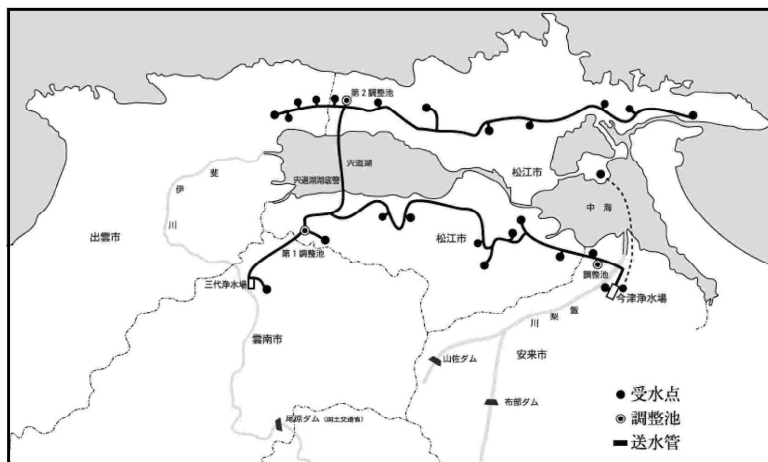 第2調整池
宍道湖
宍道湖湖底管
松江市
中海
斐
伊
川
出雲市
松江市
第1調整池
三代浄水場
調整池
今津浄水場
川梨飯
雲南市
安来市
山佐ダム
布部ダム
尾原ダム（国土交通省）
受水点
調整池
送水管